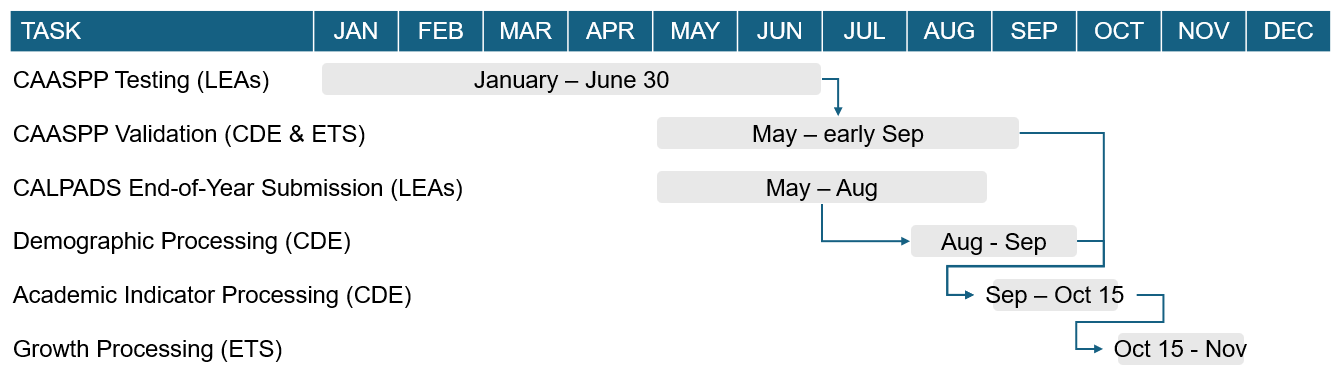 TASK JAN FEB MAR APR MAY JUN JUL AUG SEP OCT NOV DEC
CAASPP Testing (LEAs) January – June 30
CAASPP Validation (CDE & ETS) May – early Sep
CALPADS End-of-Year Submission (LEAs) May – Aug
Demographic Processing (CDE) Aug - Sep
Academic Indicator Processing (CDE) Sep – Oct 15
Growth Processing (ETS) Oct 15 - Nov